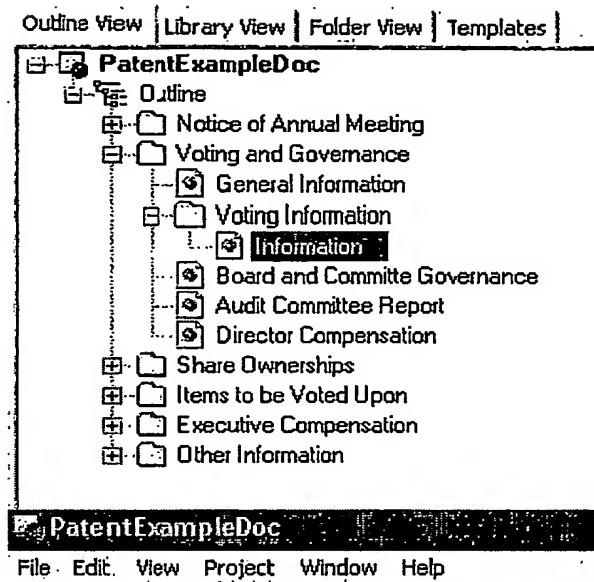 Outline View Library View Folder View Templates
PatentExampleDoc
Outline
Notice of Annual Meeting
Voting and Governance
General Information
Voting Information
Information
Board and Committe Governance
Audit Committee Report
Director Compensation
Share Ownerships
Items to be Voted Upon
Executive Compensation
Other Information
PatentExampleDoc
File Edit View Project Window Help